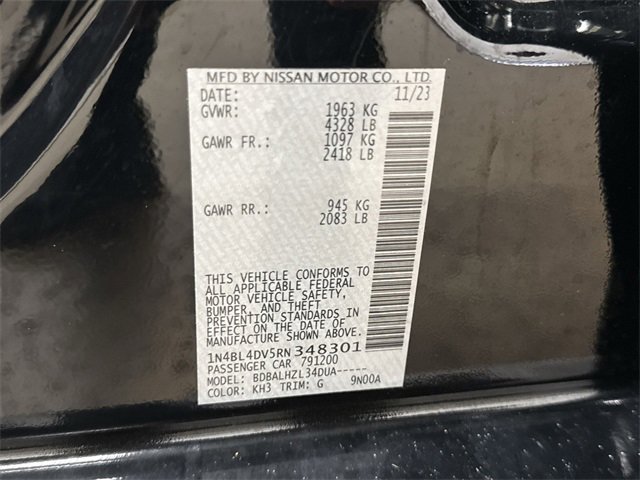 MFD BY NISSAN MOTOR CO., LTD.
DATE: 11/23
GVWR: 1963 KG
4328 LB
GAWR FR.: 1097 KG
2418 LB
GAWR RR.: 945 KG
2083 LB
THIS VEHICLE CONFORMS TO
ALL APPLICABLE FEDERAL
MOTOR VEHICLE SAFETY,
BUMPER, AND THEFT
PREVENTION STANDARDS IN
EFFECT ON THE DATE OF
MANUFACTURE SHOWN ABOVE.
1N4BL4DV5RN348301
PASSENGER CAR 791200
MODEL: BDBALHZL34DUA-----
COLOR: KH3 TRIM: G 9N00A